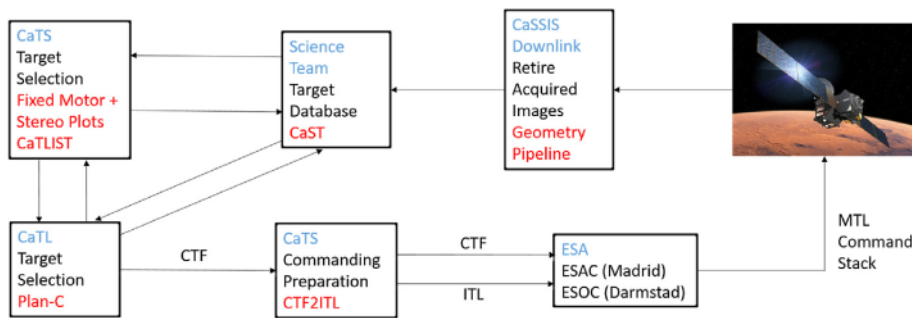 CaTS
Target
Selection
Fixed Motor +
Stereo Plots
CaTLIST
Science
Team
Target
Database
CaST
CaSSIS
Downlink
Retire
Acquired
Images
Geometry
Pipeline
CaTL
Target
Selection
Plan-C
CTF
CaTS
Commanding
Preparation
CTF2ITL
CTF
ITL
ESA
ESAC (Madrid)
ESOC (Darmstad)
MTL
Command
Stack